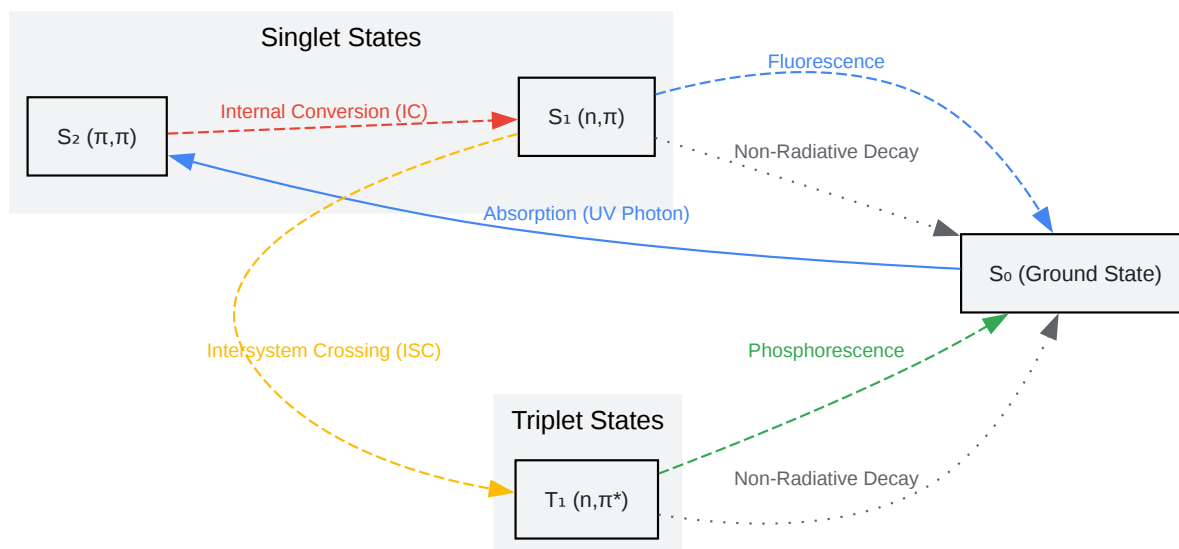 Singlet States
Fluorescence
Internal Conversion (IC)
S₁ (n,π)
S₂ (π,π)
Non-Radiative Decay
Absorption (UV Photon)
S₀ (Ground State)
Intersystem Crossing (ISC)
Phosphorescence
Triplet States
Non-Radiative Decay
T₁ (n,π*)